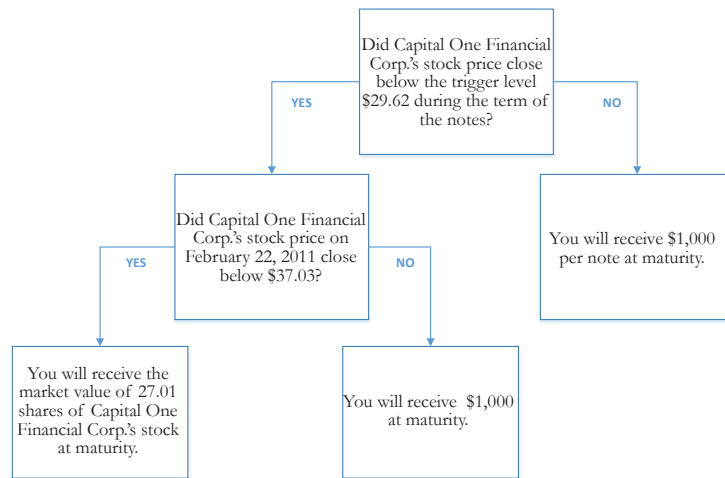 Did Capital One Financial
Corp.'s stock price close
below the trigger level
$29.62 during the term of
the notes?
YES
NO
Did Capital One Financial
Corp.'s stock price on
February 22, 2011 close
below $37.03?
You will receive $1,000
per note at maturity.
YES
NO
You will receive the
market value of 27.01
shares of Capital One
Financial Corp.'s stock
at maturity.
You will receive $1,000
at maturity.